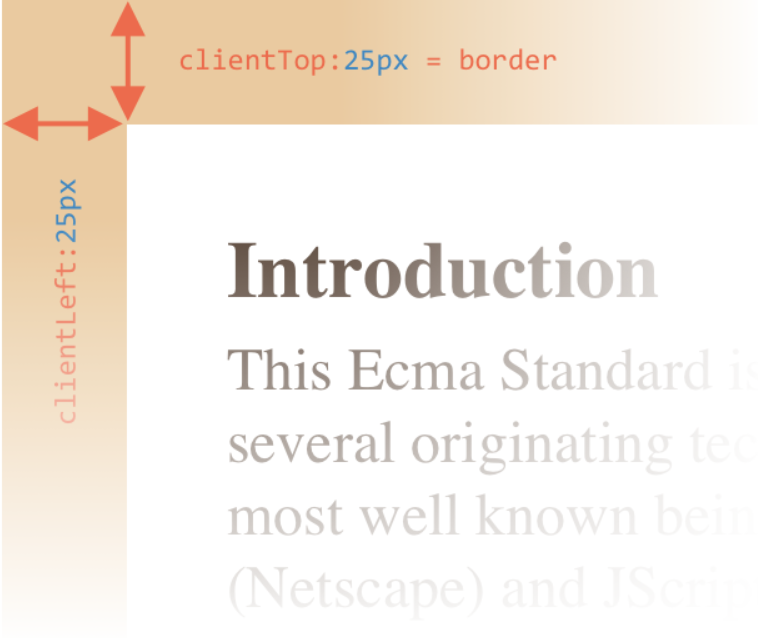 clientTop:25px = border
clientLeft:25px
Introduction
This Ecma Standard is
several originating tec
most well known bein
(Netscape) and JScrip